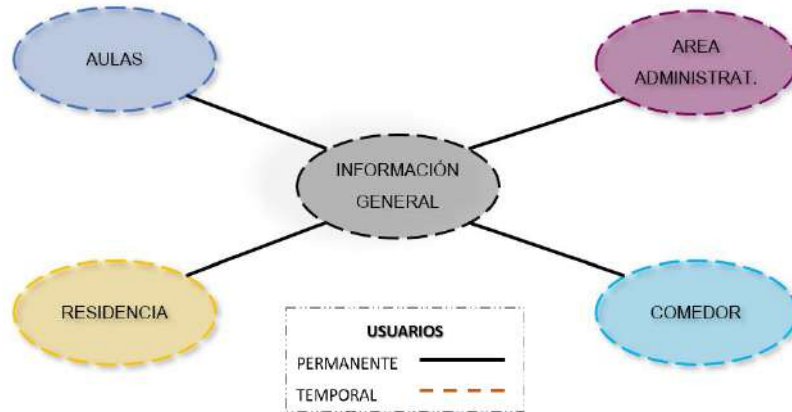 AULAS
AREA
ADMINISTRAT.
INFORMACIÓN
GENERAL
RESIDENCIA
COMEDOR
USUARIOS
PERMANENTE
TEMPORAL